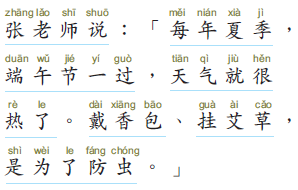 zhāng lǎo shī shuō měi nián xià jì
张老师说：「每年夏季，
duān wǔ jié yí guò tiān qì jiù hěn
端午节一过，天气就很
rè le dài xiāng bāo guà ài cǎo
热了。戴香包、挂艾草，
shì wèi le fáng chóng
是为了防虫。」